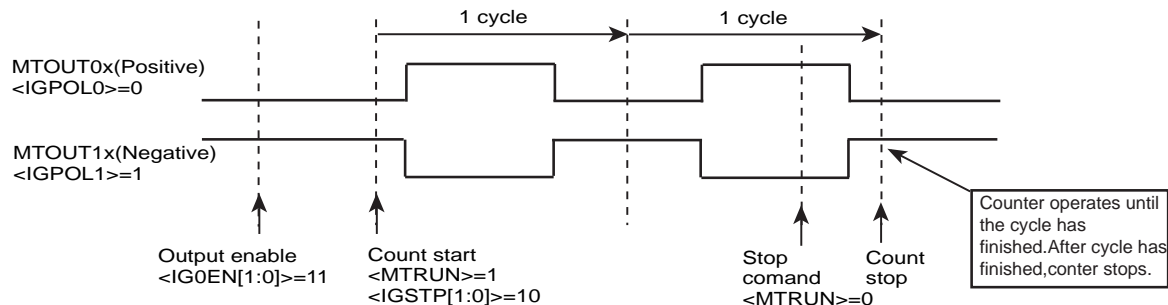 1 cycle
1 cycle
MTOUT0x(Positive)
<IGPOL0>=0
MTOUT1x(Negative)
<IGPOL1>=1
Output enable
<IG0EN[1:0]>=11
Count start
<MTRUN>=1
<IGSTP[1:0]>=10
Stop
comand
<MTRUN>=0
Count
stop
Counter operates until
the cycle has
finished.After cycle has
finished,conter stops.